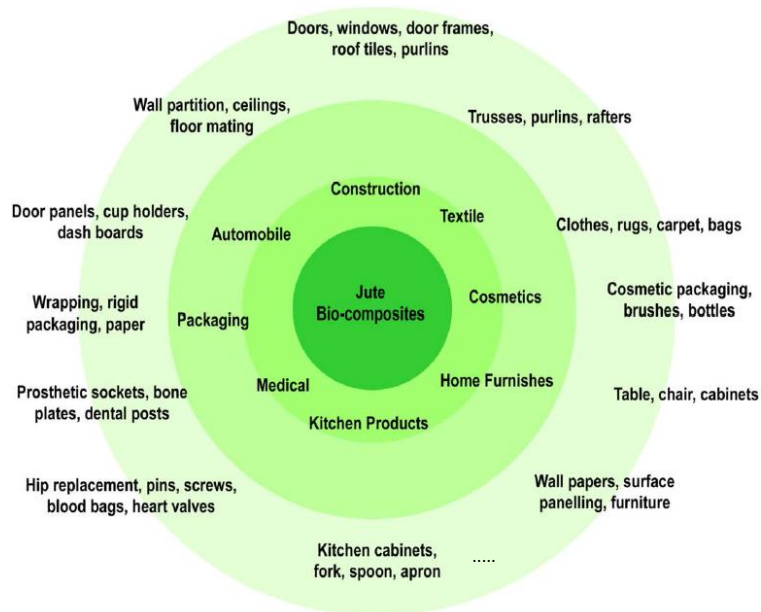 Doors, windows, door frames,
roof tiles, purlins
Wall partition, ceilings,
floor mating
Trusses, purlins, rafters
Construction
Textile
Door panels, cup holders,
dash boards
Automobile
Clothes, rugs, carpet, bags
Jute
Bio-composites
Cosmetics
Cosmetic packaging,
brushes, bottles
Wrapping, rigid
packaging, paper
Packaging
Medical
Home Furnishes
Prosthetic sockets, bone
plates, dental posts
Table, chair, cabinets
Kitchen Products
Hip replacement, pins, screws,
blood bags, heart valves
Wall papers, surface
panelling, furniture
Kitchen cabinets,
fork, spoon, apron
.....